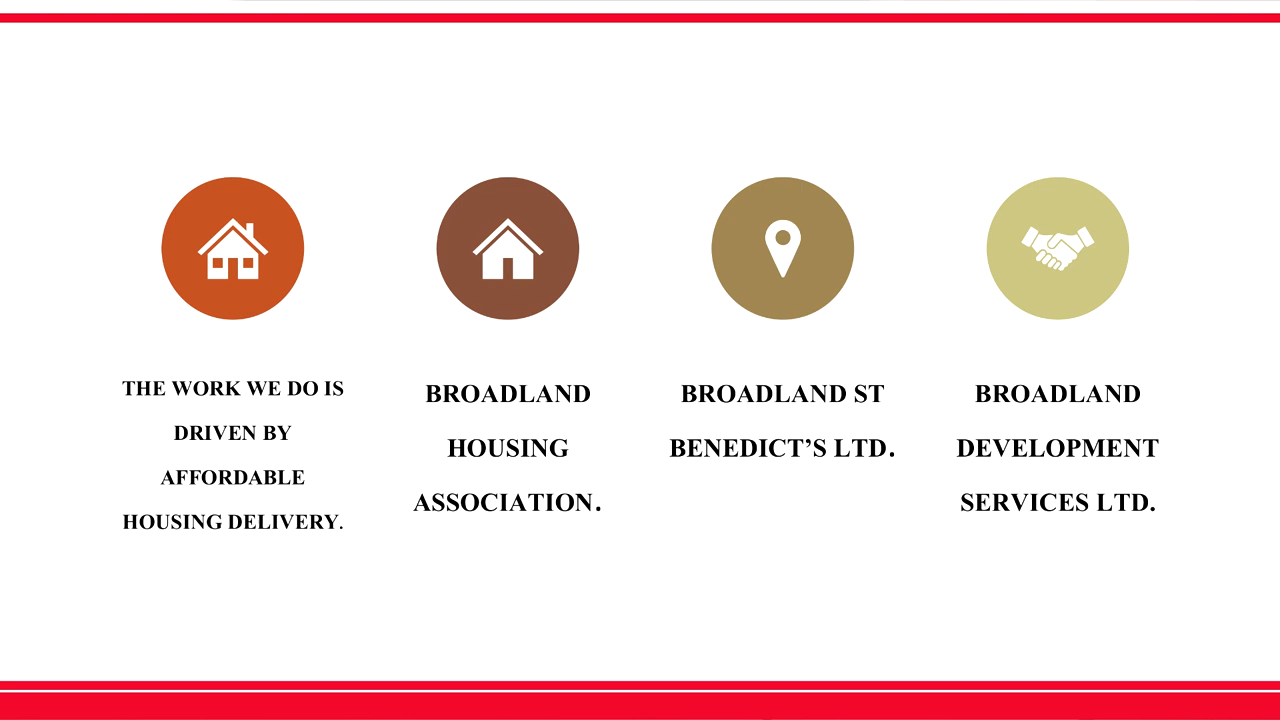 THE WORK WE DO IS
DRIVEN BY
AFFORDABLE
HOUSING DELIVERY.
BROADLAND
HOUSING
ASSOCIATION.
BROADLAND ST
BENEDICT’S LTD.
BROADLAND
DEVELOPMENT
SERVICES LTD.